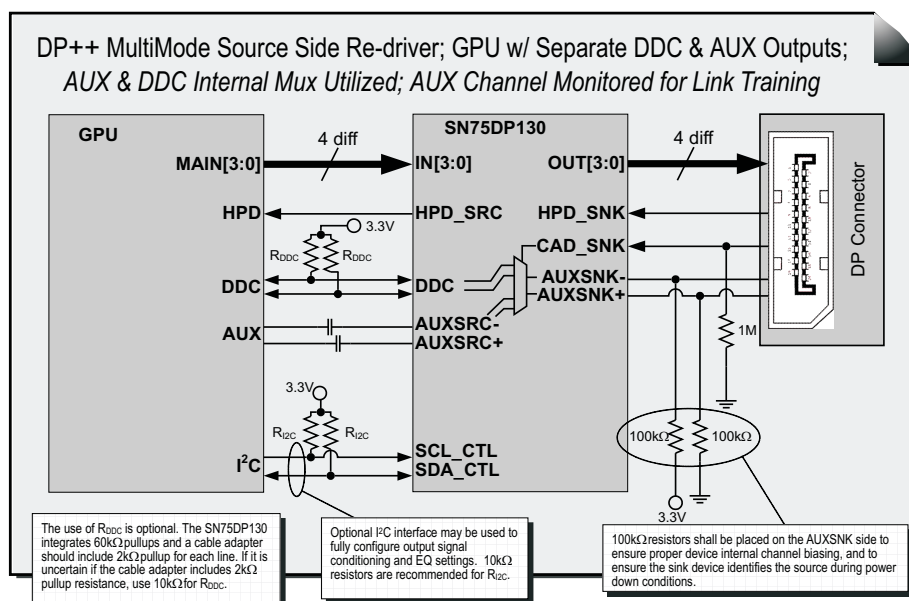 DP++ MultiMode Source Side Re-driver; GPU w/ Separate DDC & AUX Outputs;
AUX & DDC Internal Mux Utilized; AUX Channel Monitored for Link Training
GPU
SN75DP130
MAIN[3:0]
4 diff
IN[3:0]
OUT[3:0]
4 diff
HPD
HPD_SRC
HPD_SNK
3.3V
RDDC
RDDC
CAD_SNK
DDC
DDC
AUXSNK-
AUXSNK+
AUX
AUXSRC-
AUXSRC+
1M
DP Connector
3.3V
RI2C
RI2C
100kΩ
100kΩ
I²C
SCL_CTL
SDA_CTL
3.3V
The use of RDDC is optional. The SN75DP130
integrates 60kΩ pullups and a cable adapter
should include 2kΩ pullup for each line. If it is
uncertain if the cable adapter includes 2kΩ
pullup resistance, use 10kΩ for RDDC.
Optional I²C interface may be used to
fully configure output signal
conditioning and EQ settings. 10kΩ
resistors are recommended for RI2C.
100kΩ resistors shall be placed on the AUXSNK side to
ensure proper device internal channel biasing, and to
ensure the sink device identifies the source during power
down conditions.